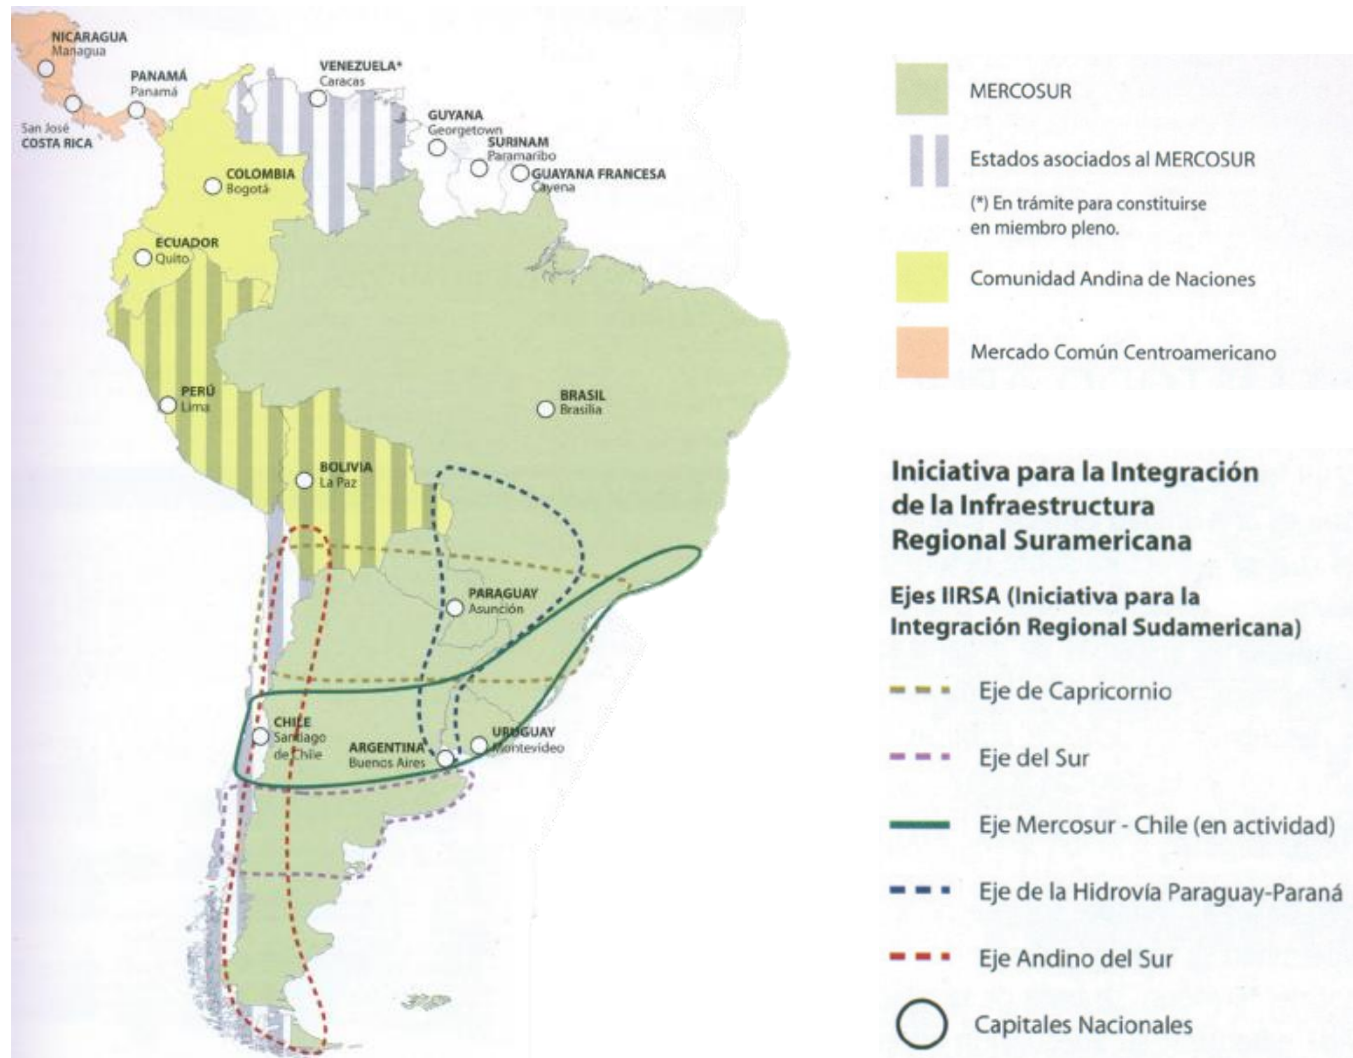 NICARAGUA
Managua
PANAMÁ
Panamá
San José
COSTA RICA
VENEZUELA*
Caracas
GUYANA
Georgetown
SURINAM
Paramaribo
GUAYANA FRANCESA
Cayena
COLOMBIA
Bogotá
ECUADOR
Quito
PERÚ
Lima
BRASIL
Brasilia
BOLIVIA
La Paz
PARAGUAY
Asunción
CHILE
Santiago
de Chile
ARGENTINA
Buenos Aires
URUGUAY
Montevideo
MERCOSUR
Estados asociados al MERCOSUR
(*) En trámite para constituirse
en miembro pleno.
Comunidad Andina de Naciones
Mercado Común Centroamericano
Iniciativa para la Integración
de la Infraestructura
Regional Suramericana
Ejes IIRSA (Iniciativa para la
Integración Regional Sudamericana)
Eje de Capricornio
Eje del Sur
Eje Mercosur - Chile (en actividad)
Eje de la Hidrovía Paraguay-Paraná
Eje Andino del Sur
Capitales Nacionales